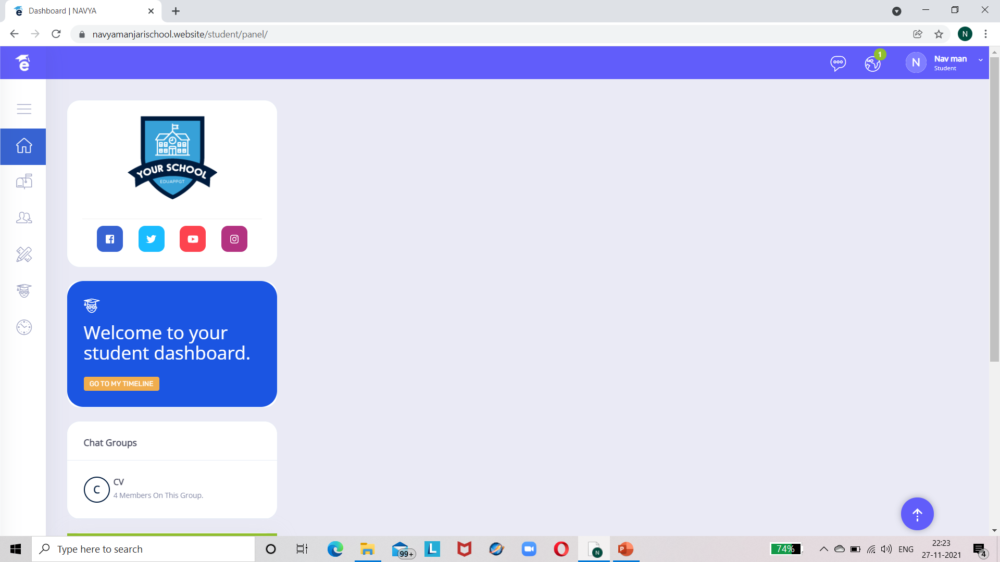 Dashboard | NAVYA
navyamanjarischool.website/student/panel/
N
e
1
N
Nav man
Student
YOUR SCHOOL
EDUAPPGT
Welcome to your
student dashboard.
GO TO MY TIMELINE
Chat Groups
C
CV
4 Members On This Group.
Type here to search
99+
L
N
P
74%
ENG
22:23
27-11-2021
4